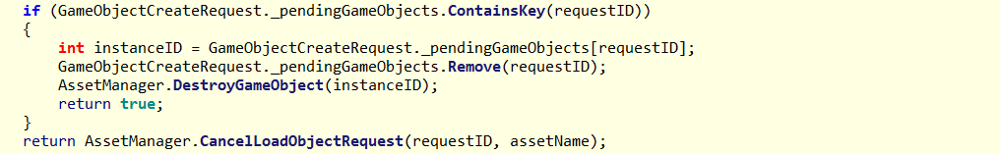 if (GameObjectCreateRequest._pendingGameObjects.ContainsKey(requestID))
{
    int instanceID = GameObjectCreateRequest._pendingGameObjects[requestID];
    GameObjectCreateRequest._pendingGameObjects.Remove(requestID);
    AssetManager.DestroyGameObject(instanceID);
    return true;
}
return AssetManager.CancelLoadObjectRequest(requestID, assetName);